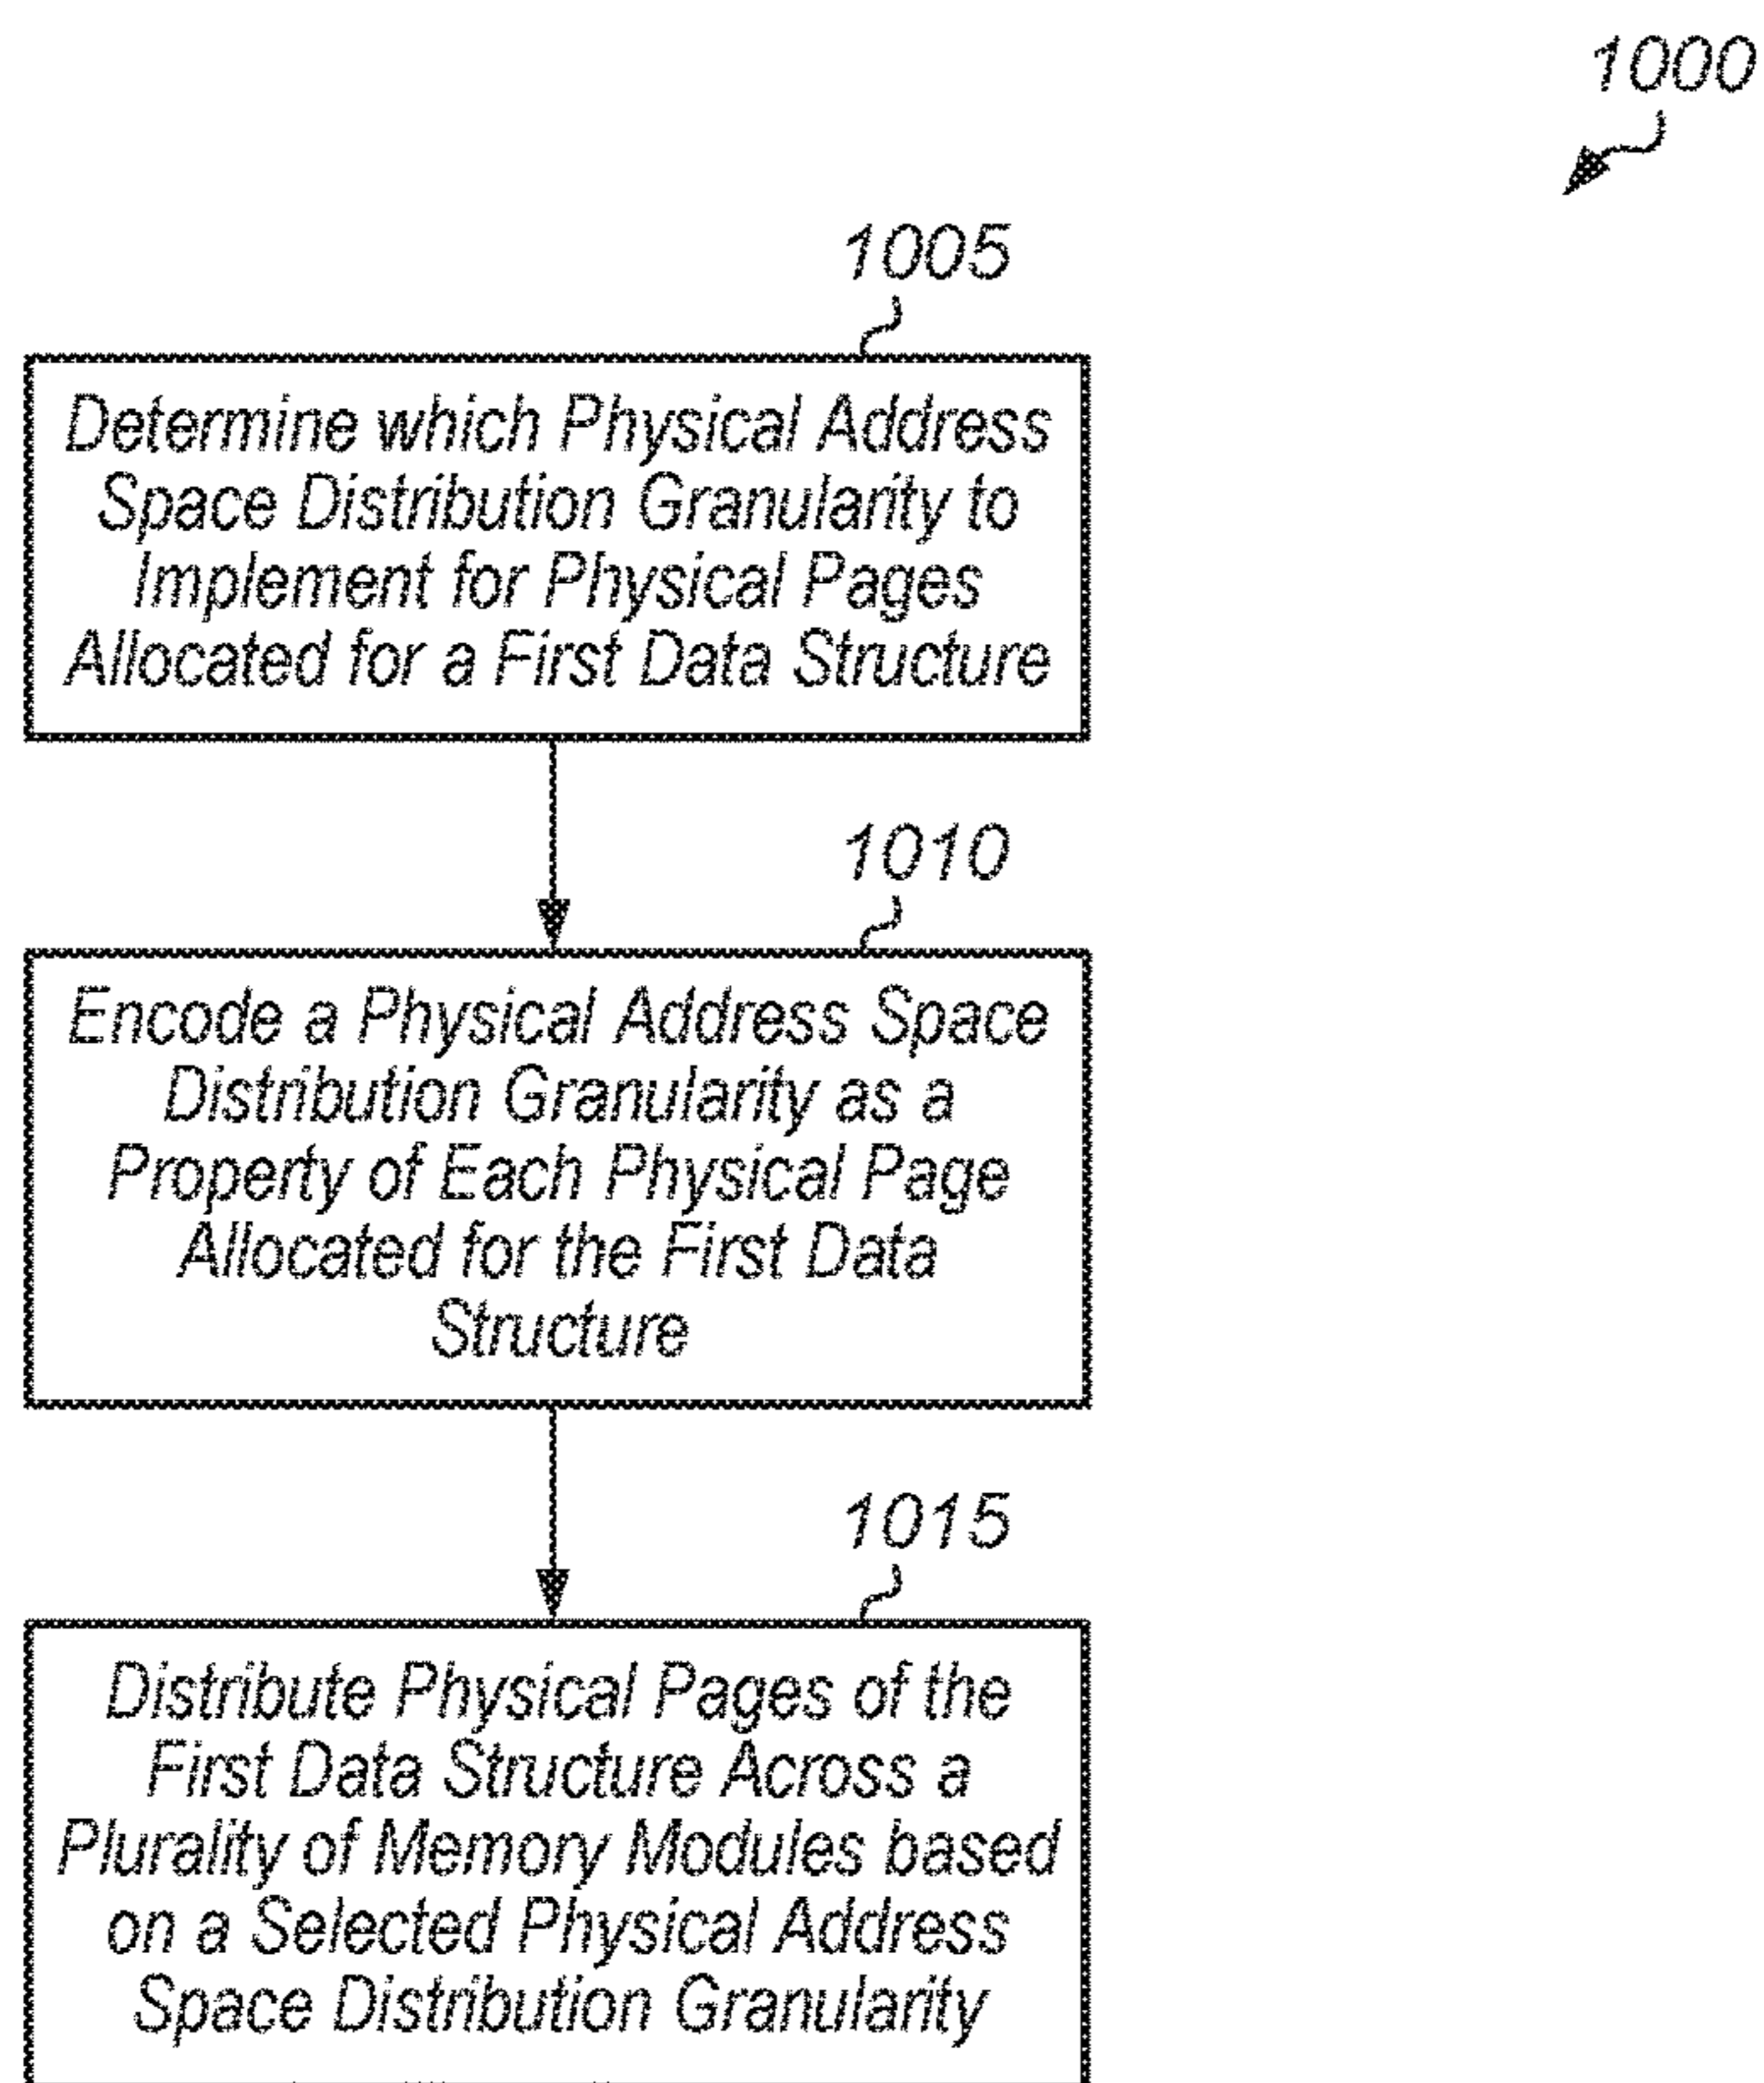 1000
1005
Determine which Physical Address
Space Distribution Granularity to
Implement for Physical Pages
Allocated for a First Data Structure
1010
Encode a Physical Address Space
Distribution Granularity as a
Property of Each Physical Page
Allocated for the First Data
Structure
1015
Distribute Physical Pages of the
First Data Structure Across a
Plurality of Memory Modules based
on a Selected Physical Address
Space Distribution Granularity